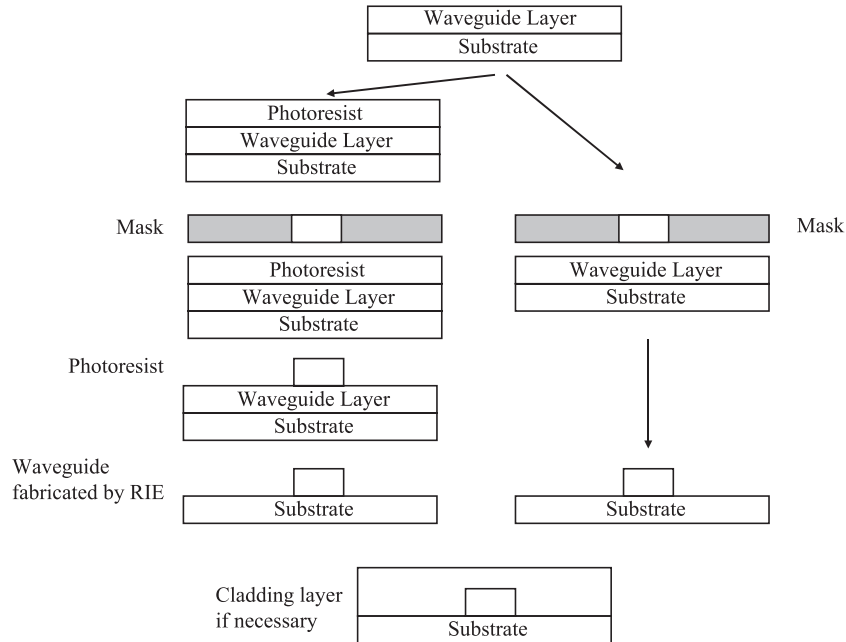 Waveguide Layer
Substrate
Photoresist
Waveguide Layer
Substrate
Mask
Mask
Photoresist
Waveguide Layer
Substrate
Waveguide Layer
Substrate
Photoresist
Waveguide Layer
Substrate
Waveguide
fabricated by RIE
Substrate
Substrate
Cladding layer
if necessary
Substrate